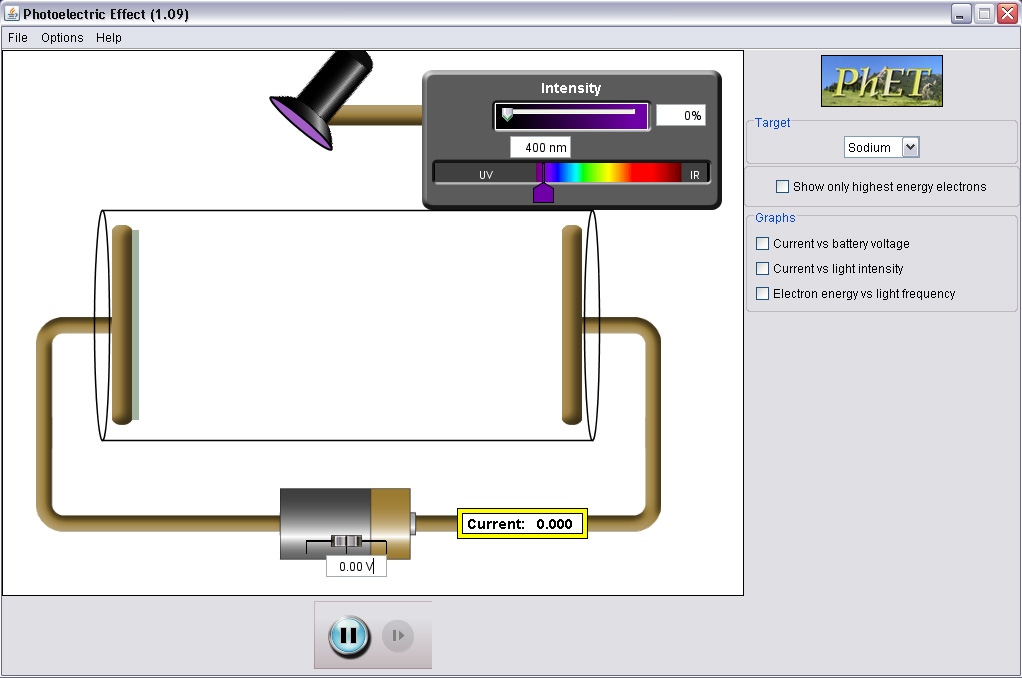 Photoelectric Effect (1.09)
File Options Help
PhET
Intensity
0%
400 nm
UV IR
Target
Sodium
Show only highest energy electrons
Graphs
Current vs battery voltage
Current vs light intensity
Electron energy vs light frequency
Current: 0.000
0.00 V